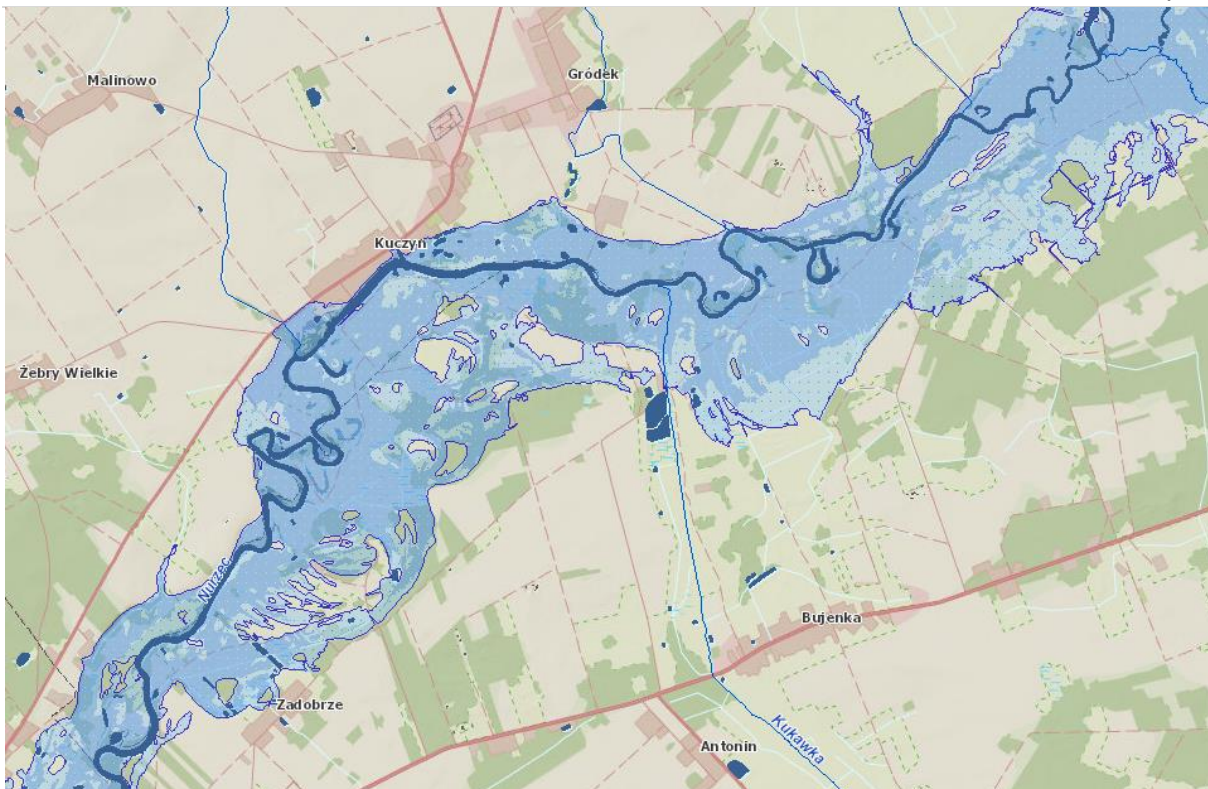 Malinowo
Gródek
Kuczyn
Żebry Wielkie
Nurzec
Bujenka
Zadobrze
Antonin
Kukawka